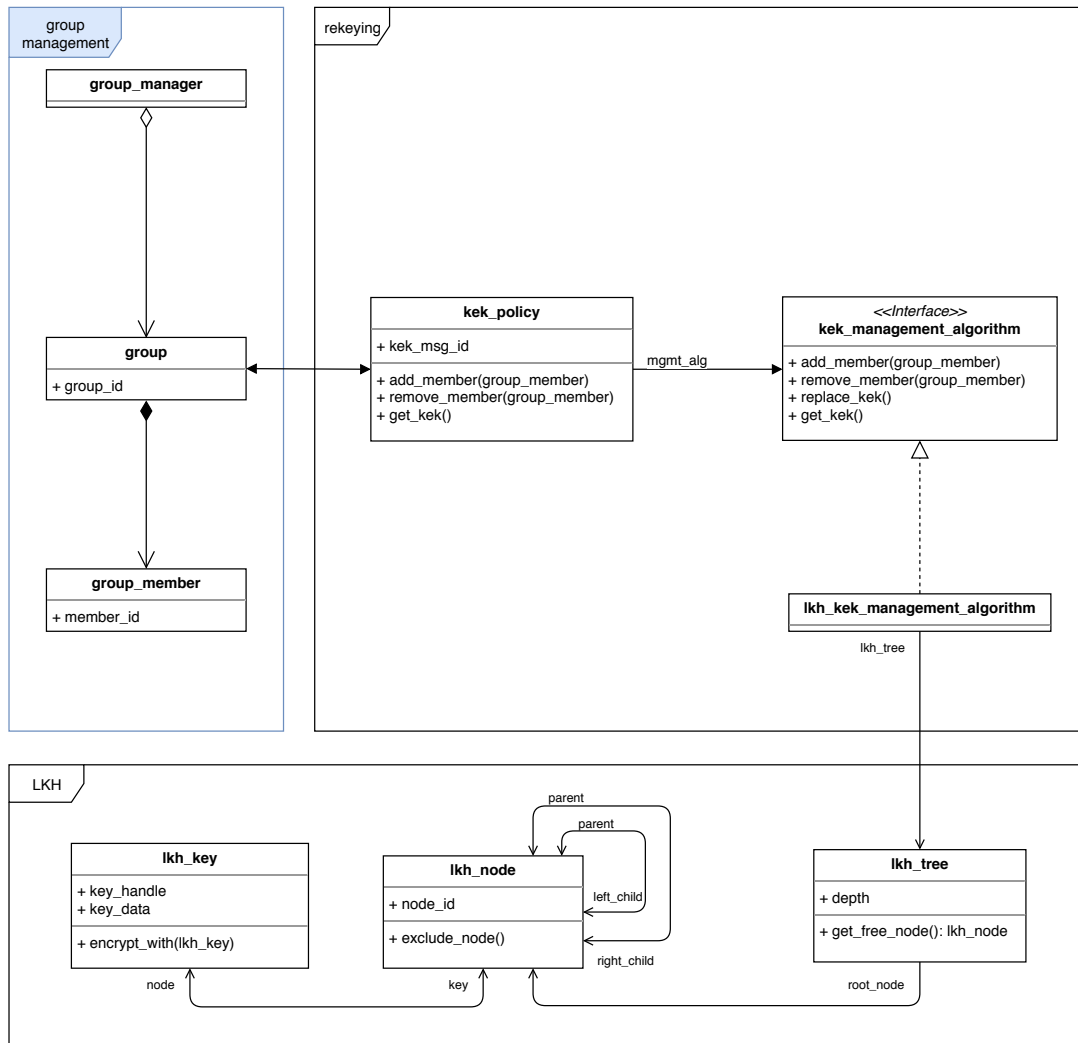 group
management
group_manager
group
+ group_id
group_member
+ member_id
rekeying
kek_policy
+ kek_msg_id
+ add_member(group_member)
+ remove_member(group_member)
+ get_kek()
mgmt_alg
<<Interface>>
kek_management_algorithm
+ add_member(group_member)
+ remove_member(group_member)
+ replace_kek()
+ get_kek()
lkh_kek_management_algorithm
lkh_tree
LKH
lkh_key
+ key_handle
+ key_data
+ encrypt_with(lkh_key)
node
key
parent
parent
lkh_node
+ node_id
+ exclude_node()
left_child
right_child
lkh_tree
+ depth
+ get_free_node(): lkh_node
root_node